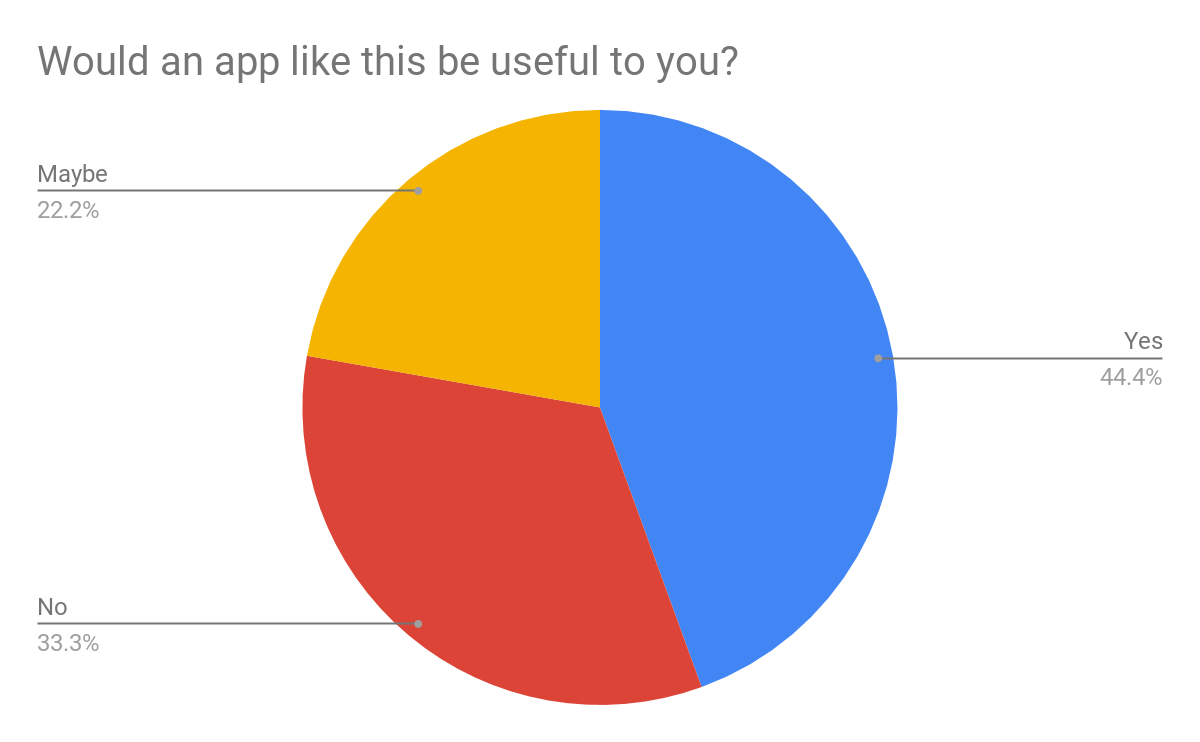 Would an app like this be useful to you?
Maybe
22.2%
Yes
44.4%
No
33.3%